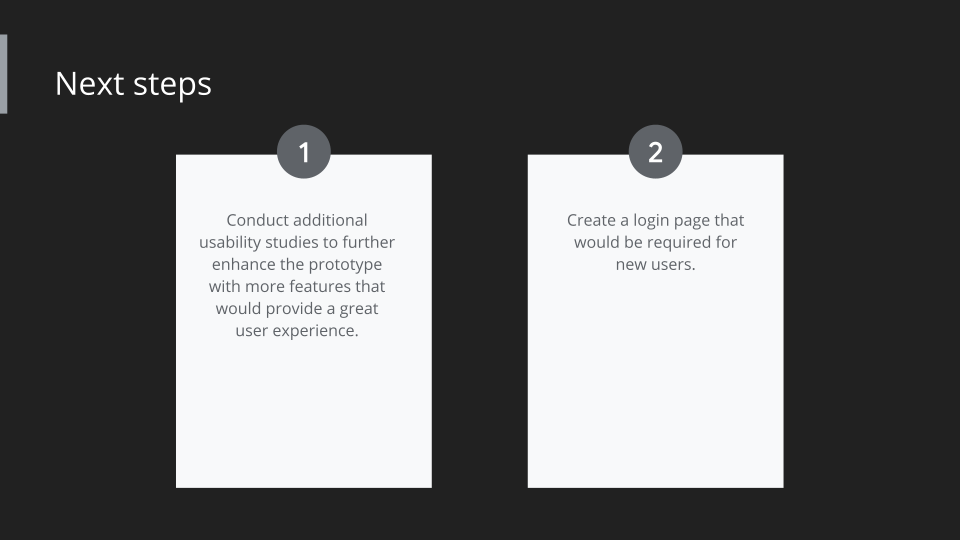 Next steps
1
Conduct additional
usability studies to further
enhance the prototype
with more features that
would provide a great
user experience.
2
Create a login page that
would be required for
new users.